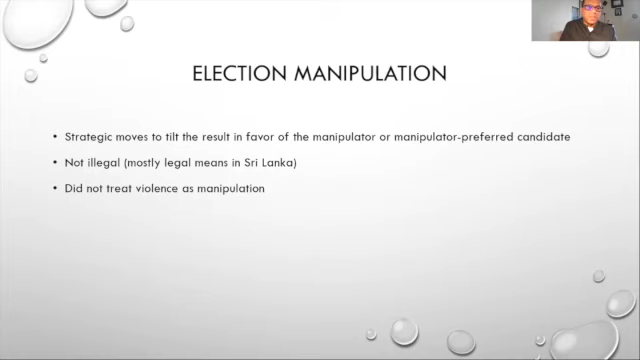 ELECTION MANIPULATION
• Strategic moves to tilt the result in favor of the manipulator or manipulator-preferred candidate
• Not illegal (mostly legal means in Sri Lanka)
• Did not treat violence as manipulation